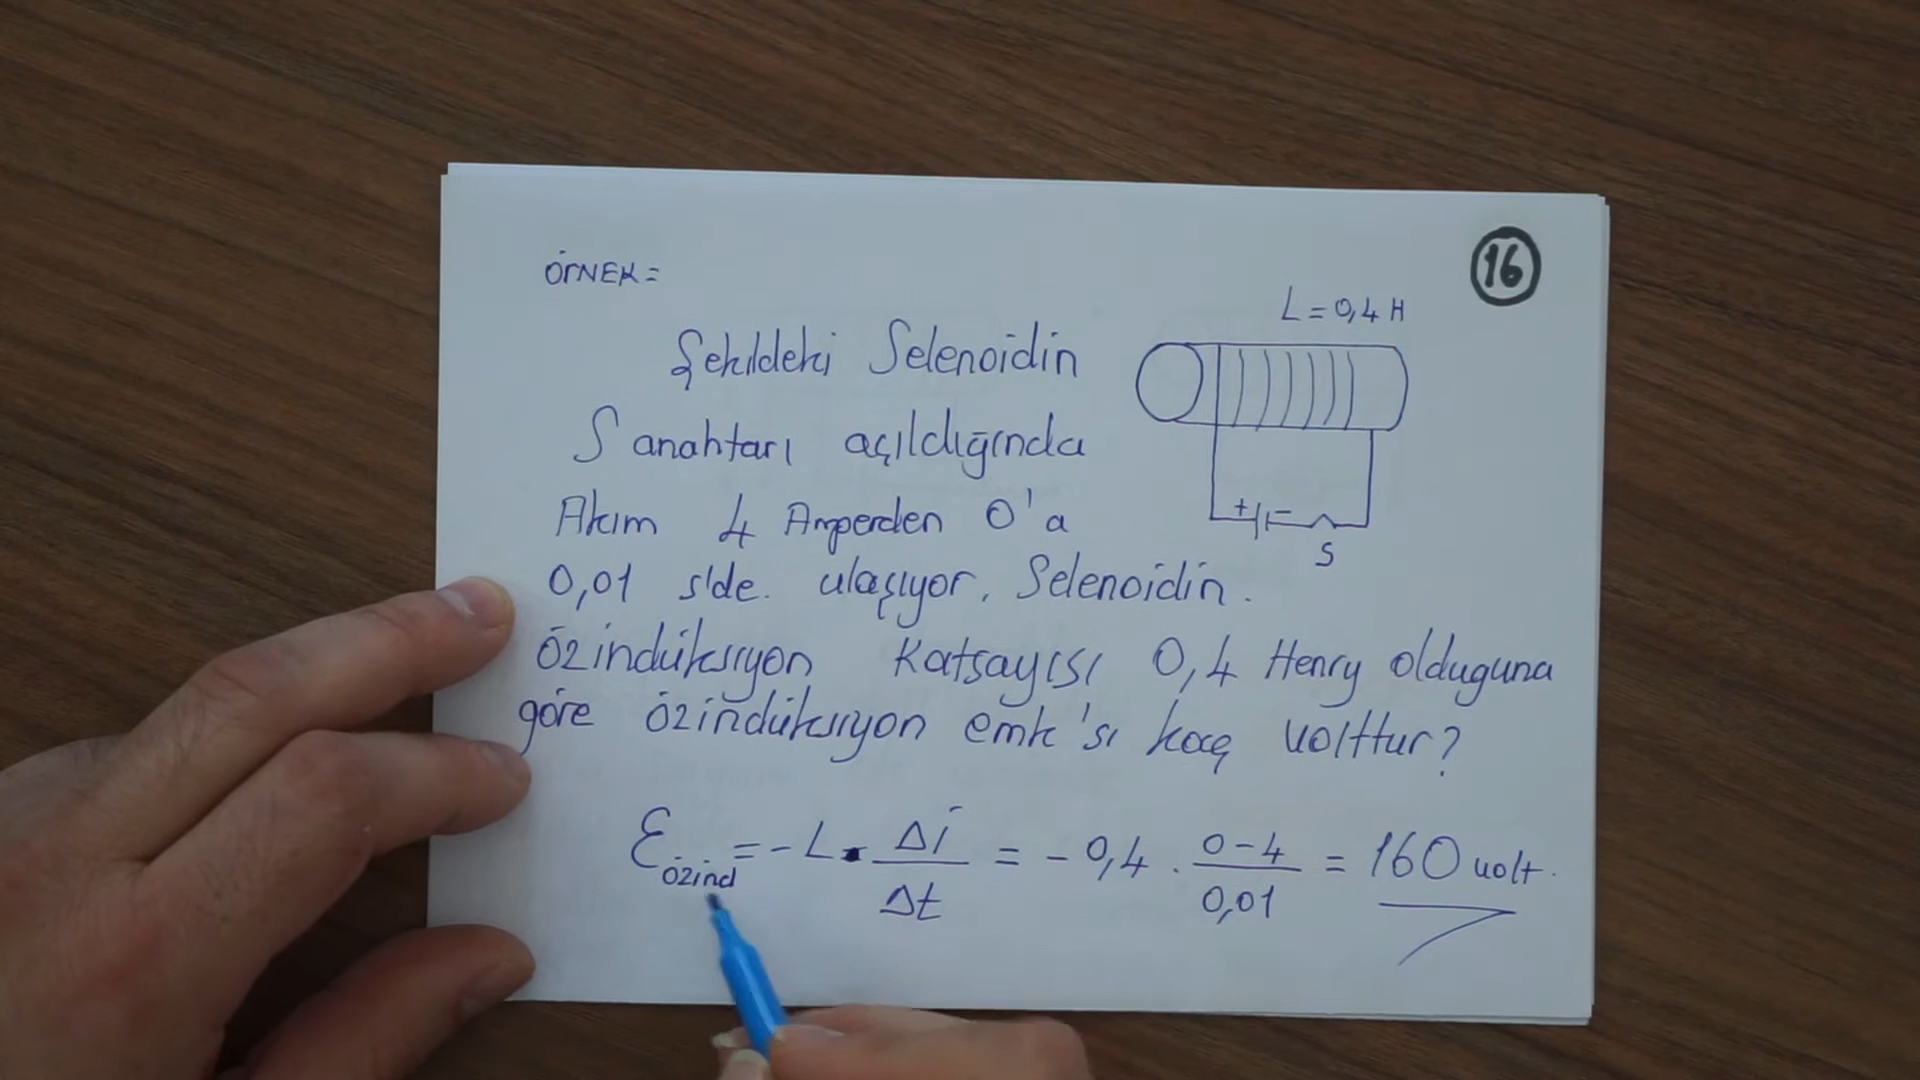 ÖrNEK =
16
L = 0,4 H
Şekildeki Selenoidin
S anahtarı açıldığında
Akım 4 Amperden 0'a
+ -
S
0,01 s'de. ulaşıyor. Selenoidin.
özindüksiyon Katsayısı 0,4 Henry olduguna
göre özindüksiyon emk'sı kaç volttur?
Ɛözind = - L . Δi / Δt = - 0,4 . 0-4 / 0,01 = 160 volt.